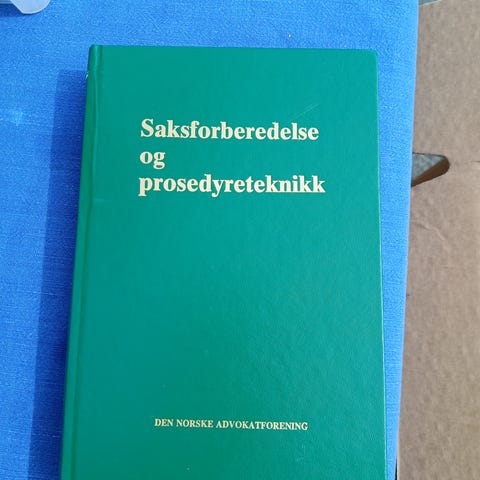 Saksforberedelse
og
prosedyreteknikk
DEN NORSKE ADVOKATFORENING